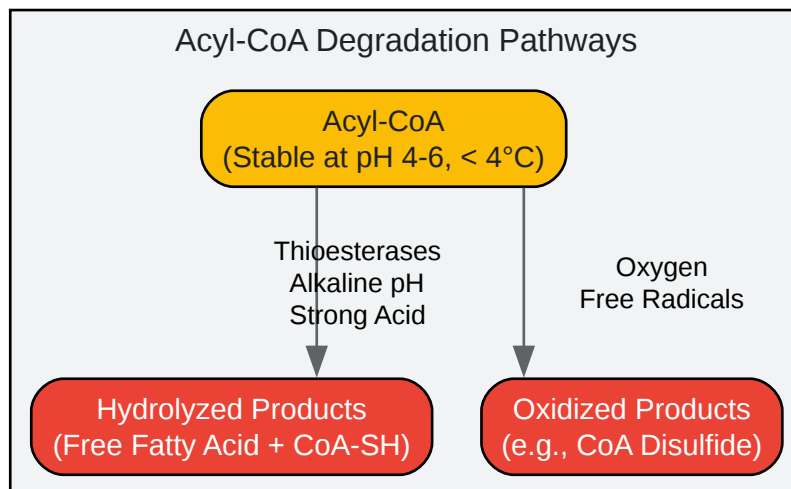 Acyl-CoA Degradation Pathways
Acyl-CoA
(Stable at pH 4-6, < 4°C)
Thioesterases
Alkaline pH
Strong Acid
Oxygen
Free Radicals
Hydrolyzed Products
(Free Fatty Acid + CoA-SH)
Oxidized Products
(e.g., CoA Disulfide)